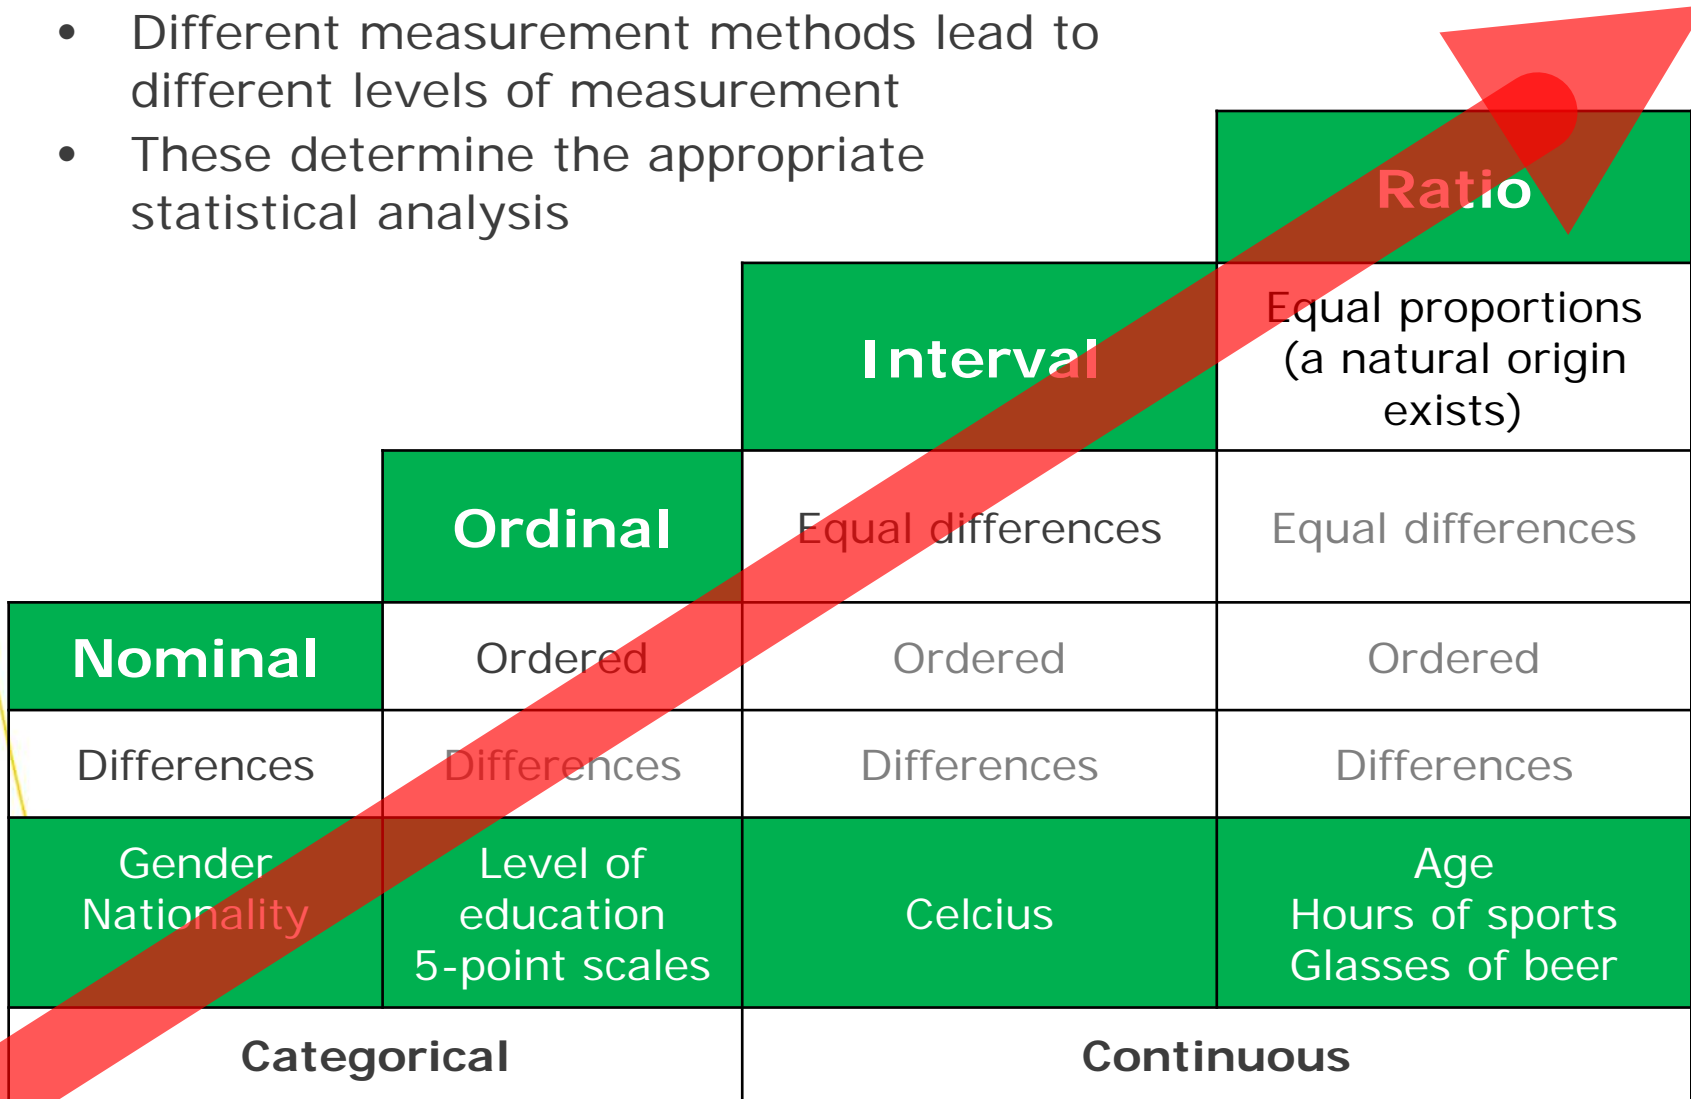 • Different measurement methods lead to
different levels of measurement
• These determine the appropriate
statistical analysis
Ratio
Interval
Equal proportions
(a natural origin
exists)
Ordinal
Equal differences
Equal differences
Nominal
Ordered
Ordered
Ordered
Differences
Differences
Differences
Differences
Gender
Nationality
Level of
education
5-point scales
Celcius
Age
Hours of sports
Glasses of beer
Categorical
Continuous